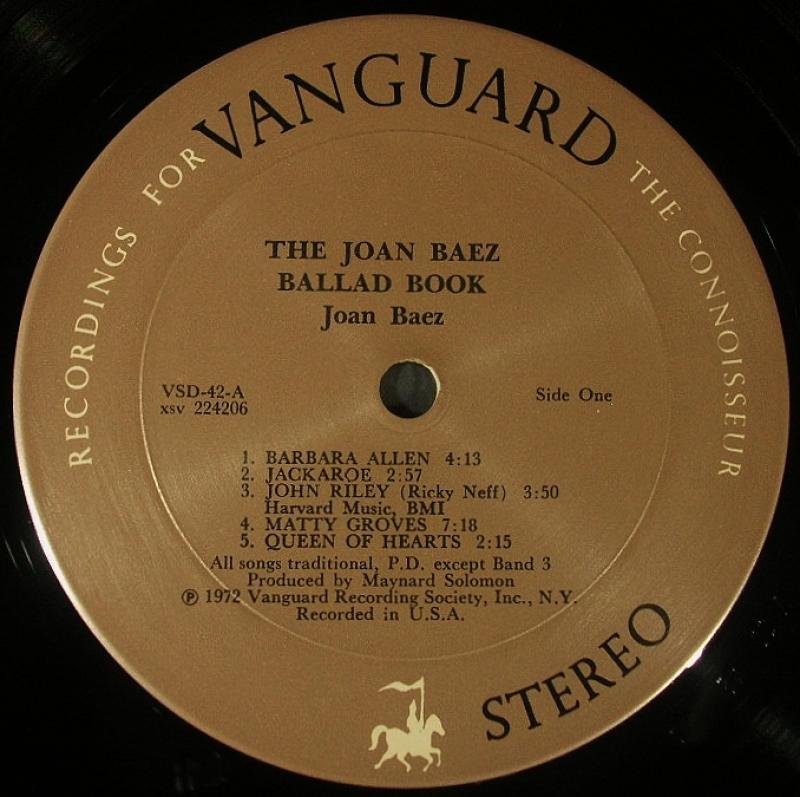 RECORDINGS FOR VANGUARD THE CONNOISSEUR
THE JOAN BAEZ
BALLAD BOOK
Joan Baez
VSD-42-A
xsv 224206
Side One
1. BARBARA ALLEN 4:13
2. JACKAROE 2:57
3. JOHN RILEY (Ricky Neff) 3:50
Harvard Music, BMI
4. MATTY GROVES 7:18
5. QUEEN OF HEARTS 2:15
All songs traditional, P.D. except Band 3
Produced by Maynard Solomon
℗ 1972 Vanguard Recording Society, Inc., N.Y.
Recorded in U.S.A.
STEREO